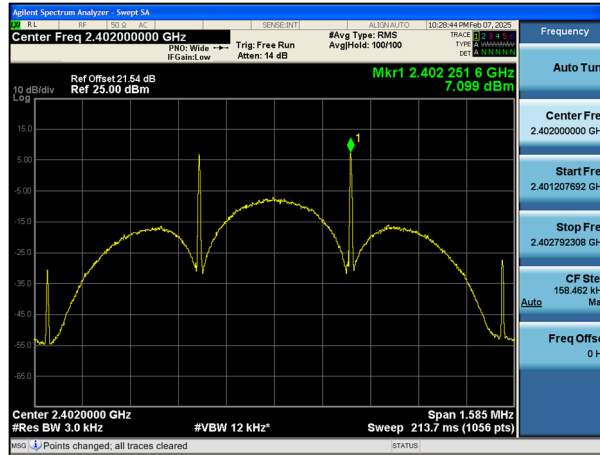 Agilent Spectrum Analyzer - Swept SA
RL RF 50 Ω AC SENSE:INT ALIGN AUTO 10:28:44 PM Feb 07, 2025
Center Freq 2.402000000 GHz
PNO: Wide
IFGain:Low
Trig: Free Run
Atten: 14 dB
#Avg Type: RMS
Avg|Hold: 100/100
TRACE 1 2 3 4 5 6
TYPE A WWWWW
DET A N N N N N
Frequency
Ref Offset 21.54 dB
Ref 25.00 dBm
10 dB/div
Log
Mkr1 2.402 251 6 GHz
7.099 dBm
1
15.0
5.00
-5.00
-15.0
-25.0
-35.0
-45.0
-55.0
-65.0
Auto Tun
Center Fre
2.402000000 GH
Start Fre
2.401207692 GH
Stop Fre
2.402792308 GH
CF Ste
158.462 kH
Auto Ma
Freq Offse
0 H
Center 2.4020000 GHz Span 1.585 MHz
#Res BW 3.0 kHz #VBW 12 kHz* Sweep 213.7 ms (1056 pts)
MSG Points changed; all traces cleared STATUS